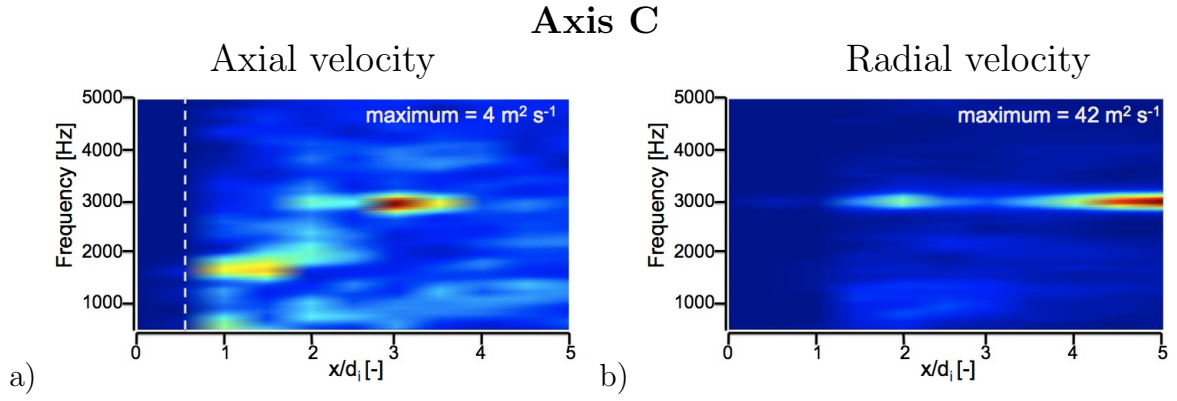 Axis C
Axial velocity
Radial velocity
maximum = 4 m² s⁻¹
Frequency [Hz]
5000
4000
3000
2000
1000
0 1 2 3 4 5
x/dᵢ [-]
a)
maximum = 42 m² s⁻¹
Frequency [Hz]
5000
4000
3000
2000
1000
0 1 2 3 4 5
x/dᵢ [-]
b)